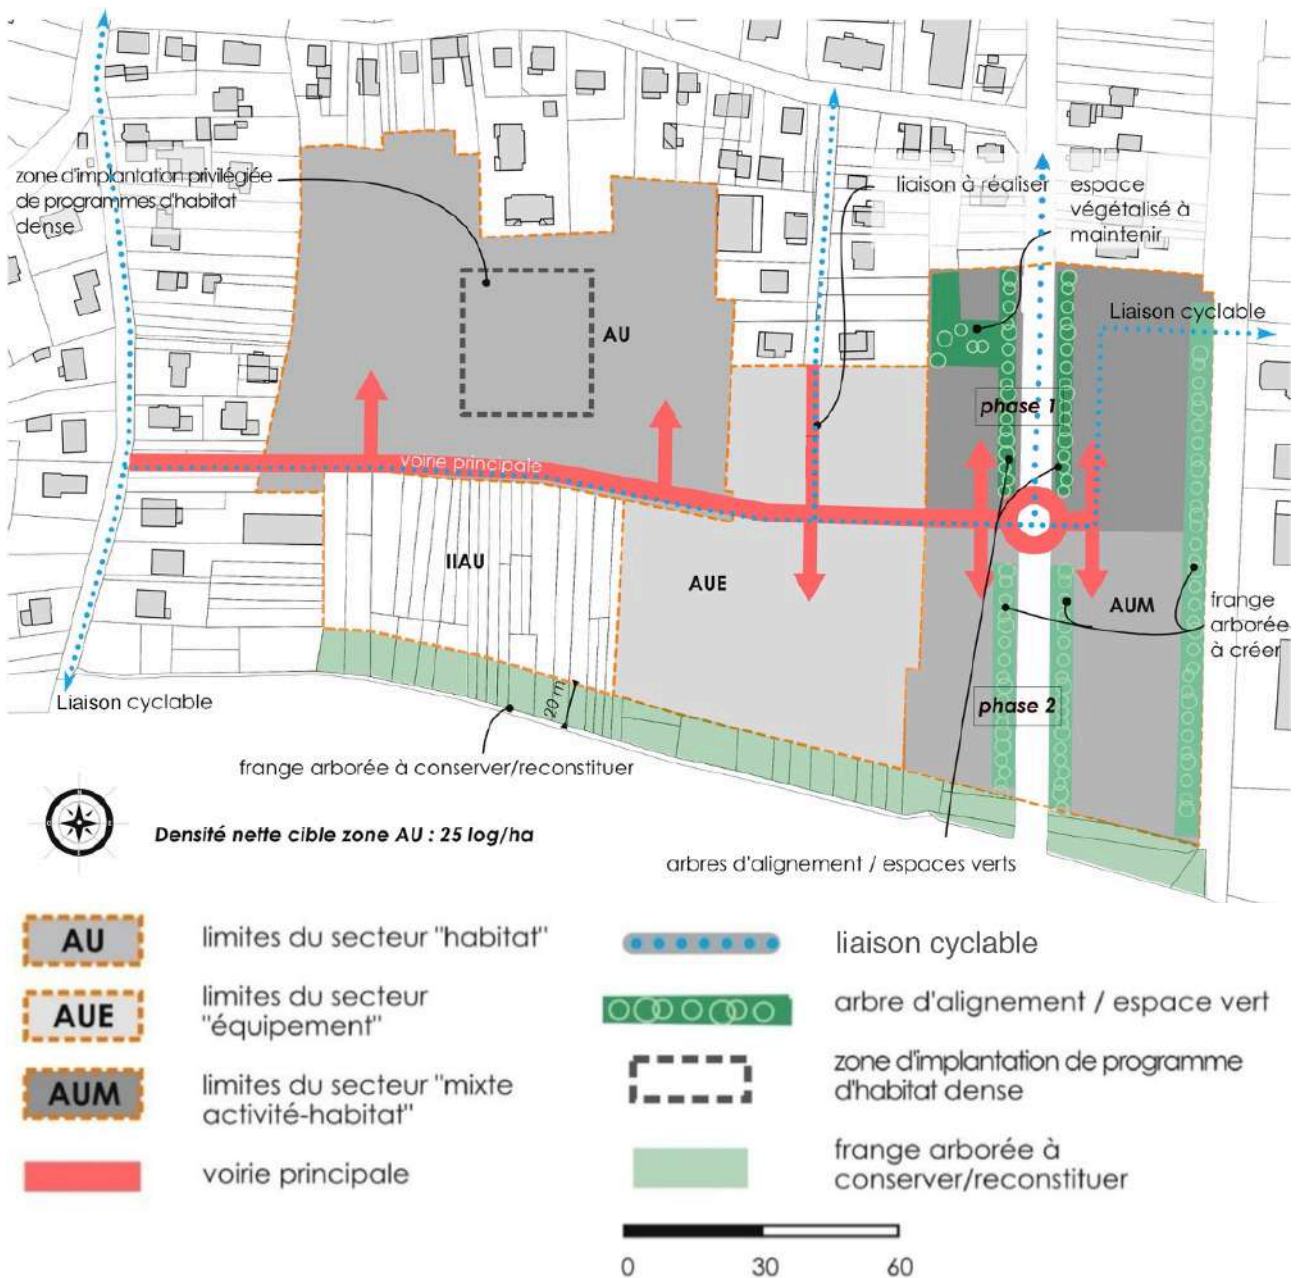 zone d'implantation privilégiée
de programmes d'habitat
dense
liaison à réaliser
espace
végétalisé à
maintenir
Liaison cyclable
AU
phase 1
voirie principale
IIAU
AUE
AUM
frange
arborée
à créer
Liaison cyclable
20 m
phase 2
frange arborée à conserver/reconstituer
Densité nette cible zone AU : 25 log/ha
arbres d'alignement / espaces verts
AU
limites du secteur "habitat"
AUE
limites du secteur
"équipement"
AUM
limites du secteur "mixte
activité-habitat"
voirie principale
liaison cyclable
arbre d'alignement / espace vert
zone d'implantation de programme
d'habitat dense
frange arborée à
conserver/reconstituer
0 30 60